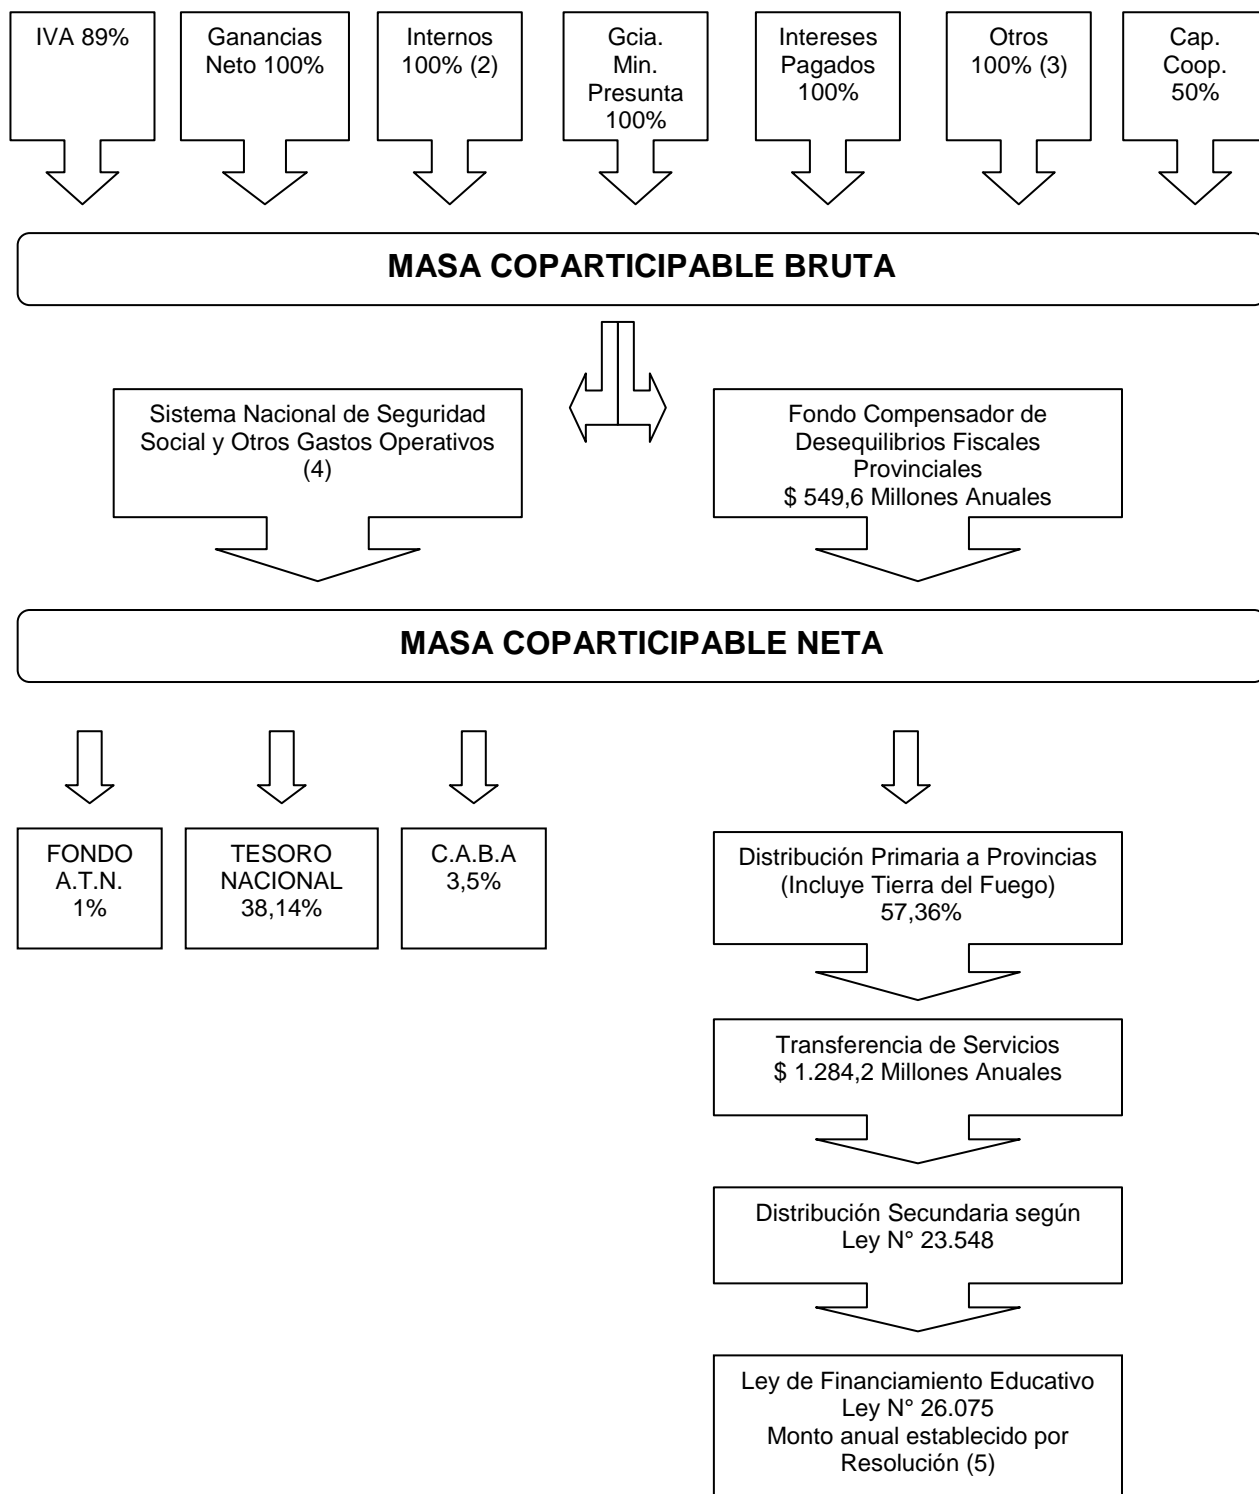 IVA 89%
Ganancias
Neto 100%
Internos
100% (2)
Gcia.
Min.
Presunta
100%
Intereses
Pagados
100%
Otros
100% (3)
Cap.
Coop.
50%
MASA COPARTICIPABLE BRUTA
Sistema Nacional de Seguridad
Social y Otros Gastos Operativos
(4)
Fondo Compensador de
Desequilibrios Fiscales
Provinciales
$ 549,6 Millones Anuales
MASA COPARTICIPABLE NETA
FONDO
A.T.N.
1%
TESORO
NACIONAL
38,14%
C.A.B.A
3,5%
Distribución Primaria a Provincias
(Incluye Tierra del Fuego)
57,36%
Transferencia de Servicios
$ 1.284,2 Millones Anuales
Distribución Secundaria según
Ley N° 23.548
Ley de Financiamiento Educativo
Ley N° 26.075
Monto anual establecido por
Resolución (5)